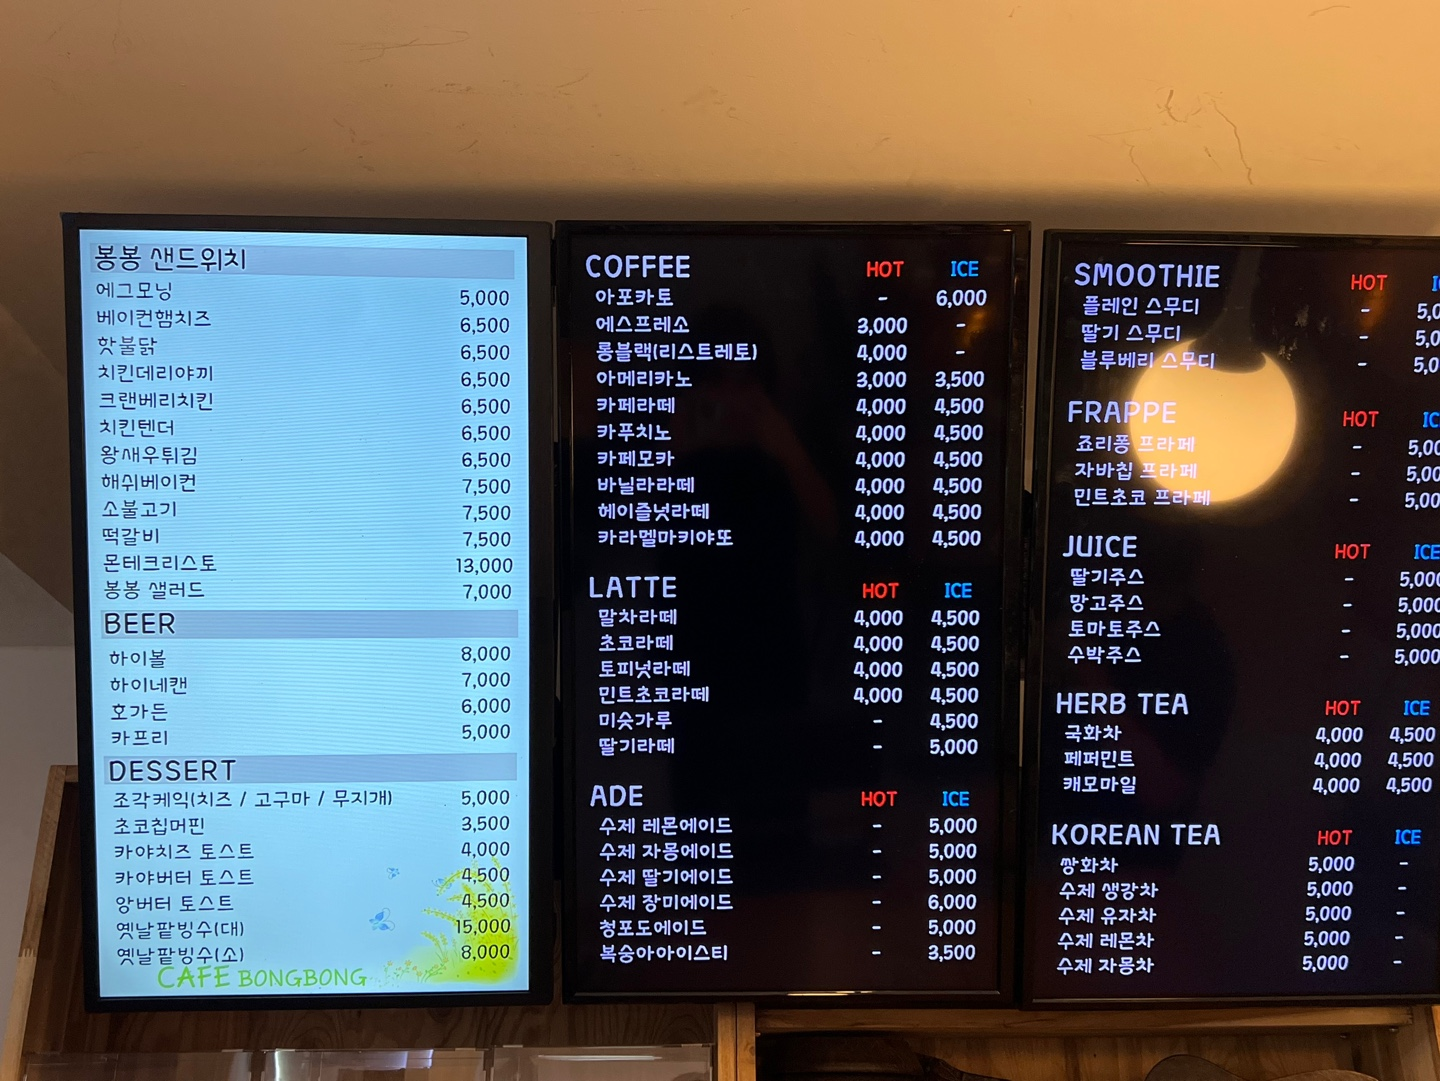 봉봉 샌드위치
에그모닝 5,000
베이컨햄치즈 6,500
핫불닭 6,500
치킨데리야끼 6,500
크랜베리치킨 6,500
치킨텐더 6,500
왕새우튀김 6,500
해쉬베이컨 7,500
소불고기 7,500
떡갈비 7,500
몬테크리스토 13,000
봉봉 샐러드 7,000
BEER
하이볼 8,000
하이네캔 7,000
호가든 6,000
카프리 5,000
DESSERT
조각케익(치즈 / 고구마 / 무지개) 5,000
초코칩머핀 3,500
카야치즈 토스트 4,000
카야버터 토스트 4,500
앙버터 토스트 4,500
옛날팥빙수(대) 15,000
옛날팥빙수(소) 8,000
CAFE BONGBONG
COFFEE HOT ICE
아포카토 - 6,000
에스프레소 3,000 -
롱블랙(리스트레토) 4,000 -
아메리카노 3,000 3,500
카페라떼 4,000 4,500
카푸치노 4,000 4,500
카페모카 4,000 4,500
바닐라라떼 4,000 4,500
헤이즐넛라떼 4,000 4,500
카라멜마키야또 4,000 4,500
LATTE HOT ICE
말차라떼 4,000 4,500
초코라떼 4,000 4,500
토피넛라떼 4,000 4,500
민트초코라떼 4,000 4,500
미숫가루 - 4,500
딸기라떼 - 5,000
ADE HOT ICE
수제 레몬에이드 - 5,000
수제 자몽에이드 - 5,000
수제 딸기에이드 - 5,000
수제 장미에이드 - 6,000
청포도에이드 - 5,000
복숭아아이스티 - 3,500
SMOOTHIE HOT
플레인 스무디 - 5,0
딸기 스무디 - 5,0
블루베리 스무디 - 5,0
FRAPPE HOT IC
죠리퐁 프라페 - 5,00
자바칩 프라페 - 5,00
민트초코 프라페 - 5,00
JUICE HOT ICE
딸기주스 - 5,000
망고주스 - 5,000
토마토주스 - 5,000
수박주스 - 5,000
HERB TEA HOT ICE
국화차 4,000 4,500
페퍼민트 4,000 4,500
캐모마일 4,000 4,500
KOREAN TEA HOT ICE
쌍화차 5,000 -
수제 생강차 5,000 -
수제 유자차 5,000 -
수제 레몬차 5,000 -
수제 자몽차 5,000 -